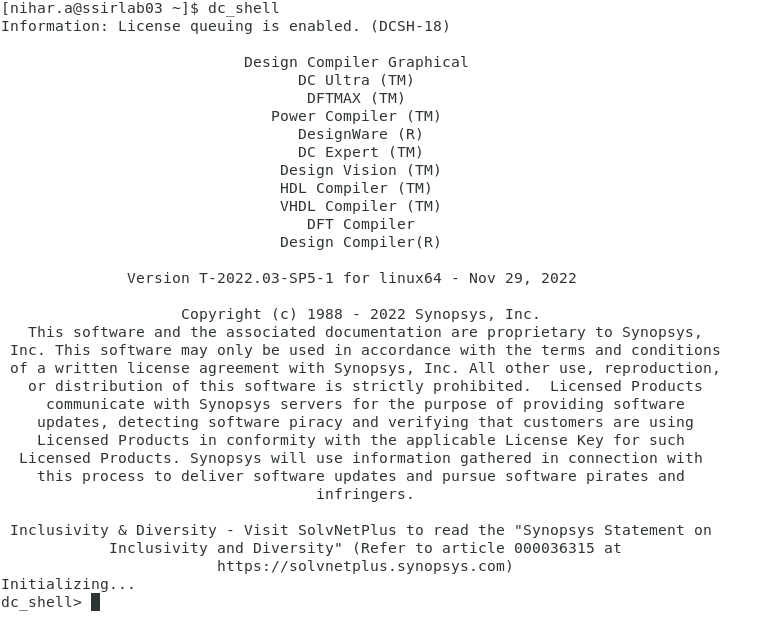 [nihar.a@ssirlab03 ~]$ dc_shell
Information: License queuing is enabled. (DCSH-18)
Design Compiler Graphical
DC Ultra (TM)
DFTMAX (TM)
Power Compiler (TM)
DesignWare (R)
DC Expert (TM)
Design Vision (TM)
HDL Compiler (TM)
VHDL Compiler (TM)
DFT Compiler
Design Compiler(R)
Version T-2022.03-SP5-1 for linux64 - Nov 29, 2022
Copyright (c) 1988 - 2022 Synopsys, Inc.
This software and the associated documentation are proprietary to Synopsys,
Inc. This software may only be used in accordance with the terms and conditions
of a written license agreement with Synopsys, Inc. All other use, reproduction,
or distribution of this software is strictly prohibited.  Licensed Products
communicate with Synopsys servers for the purpose of providing software
updates, detecting software piracy and verifying that customers are using
Licensed Products in conformity with the applicable License Key for such
Licensed Products. Synopsys will use information gathered in connection with
this process to deliver software updates and pursue software pirates and
infringers.
Inclusivity & Diversity - Visit SolvNetPlus to read the "Synopsys Statement on
Inclusivity and Diversity" (Refer to article 000036315 at
https://solvnetplus.synopsys.com)
Initializing...
dc_shell>